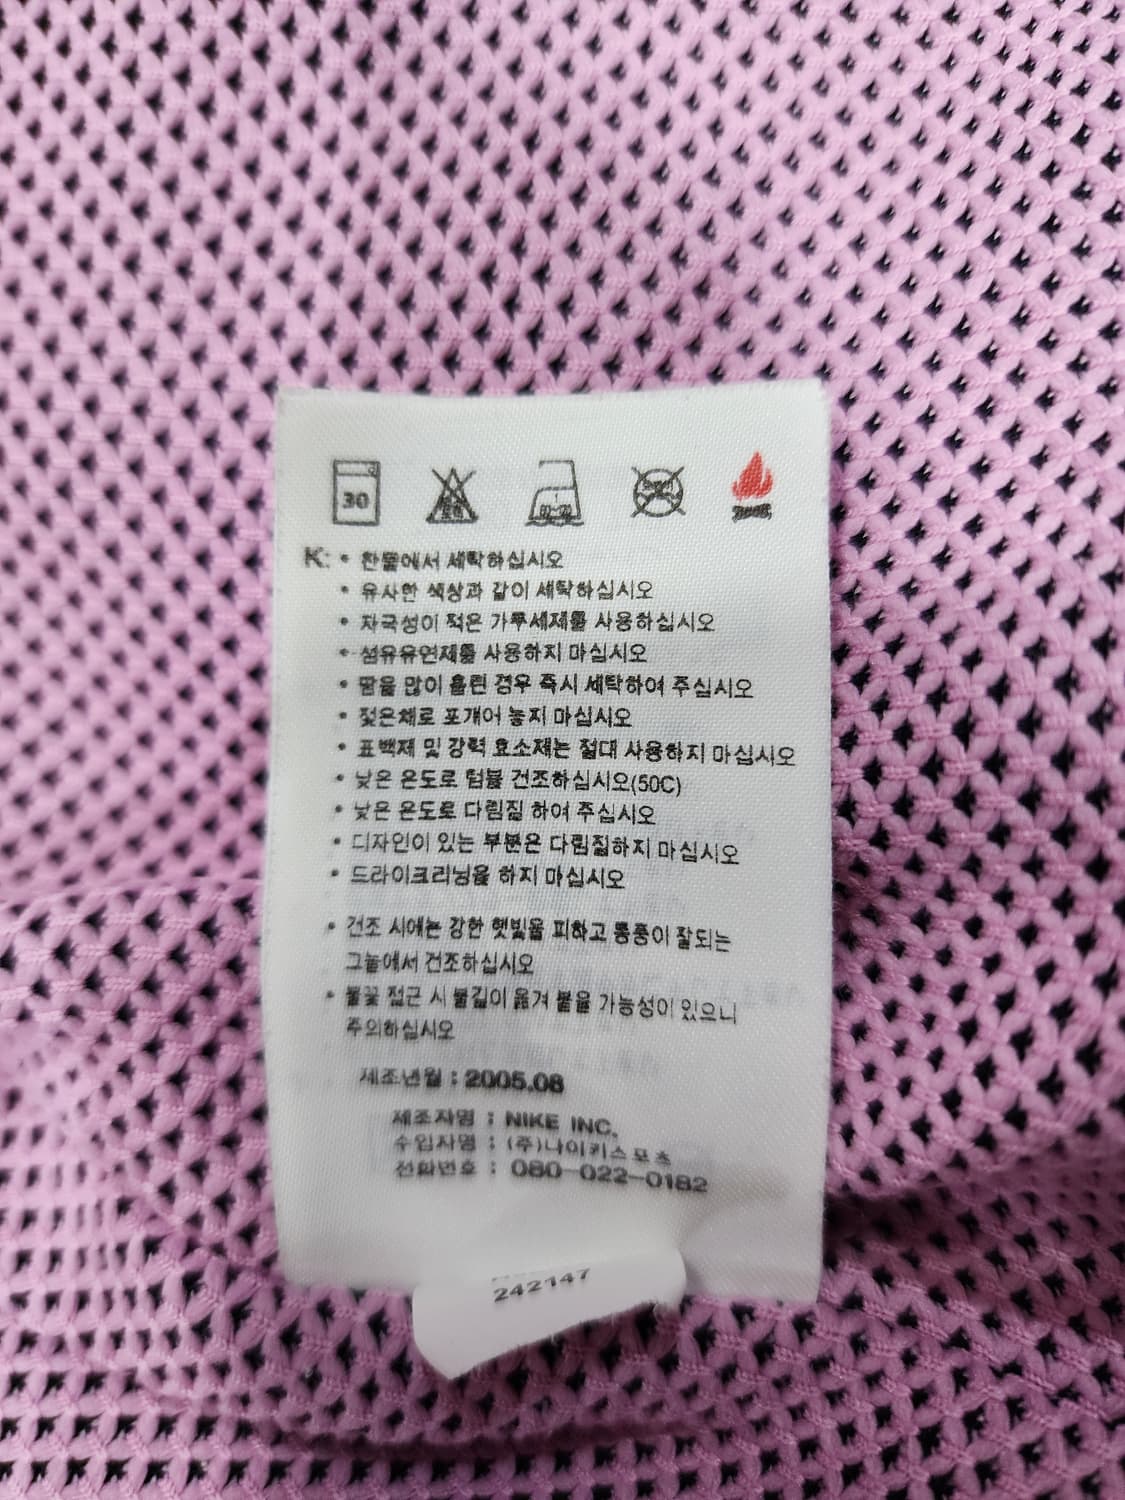 30
K: • 찬물에서 세탁하십시오
• 유사한 색상과 같이 세탁하십시오
• 자극성이 적은 가루세제를 사용하십시오
• 섬유유연제를 사용하지 마십시오
• 땀을 많이 흘린 경우 즉시 세탁하여 주십시오
• 젖은채로 포개어 놓지 마십시오
• 표백제 및 강력 효소제는 절대 사용하지 마십시오
• 낮은 온도로 텀블 건조하십시오(50C)
• 낮은 온도로 다림질 하여 주십시오
• 디자인이 있는 부분은 다림질하지 마십시오
• 드라이크리닝을 하지 마십시오
• 건조 시에는 강한 햇빛을 피하고 통풍이 잘되는
그늘에서 건조하십시오
• 불꽃 접근 시 불길이 옮겨 붙을 가능성이 있으니
주의하십시오
제조년월 : 2005.08
제조자명 : NIKE INC.
수입자명 : (주)나이키스포츠
전화번호 : 080-022-0182
242147